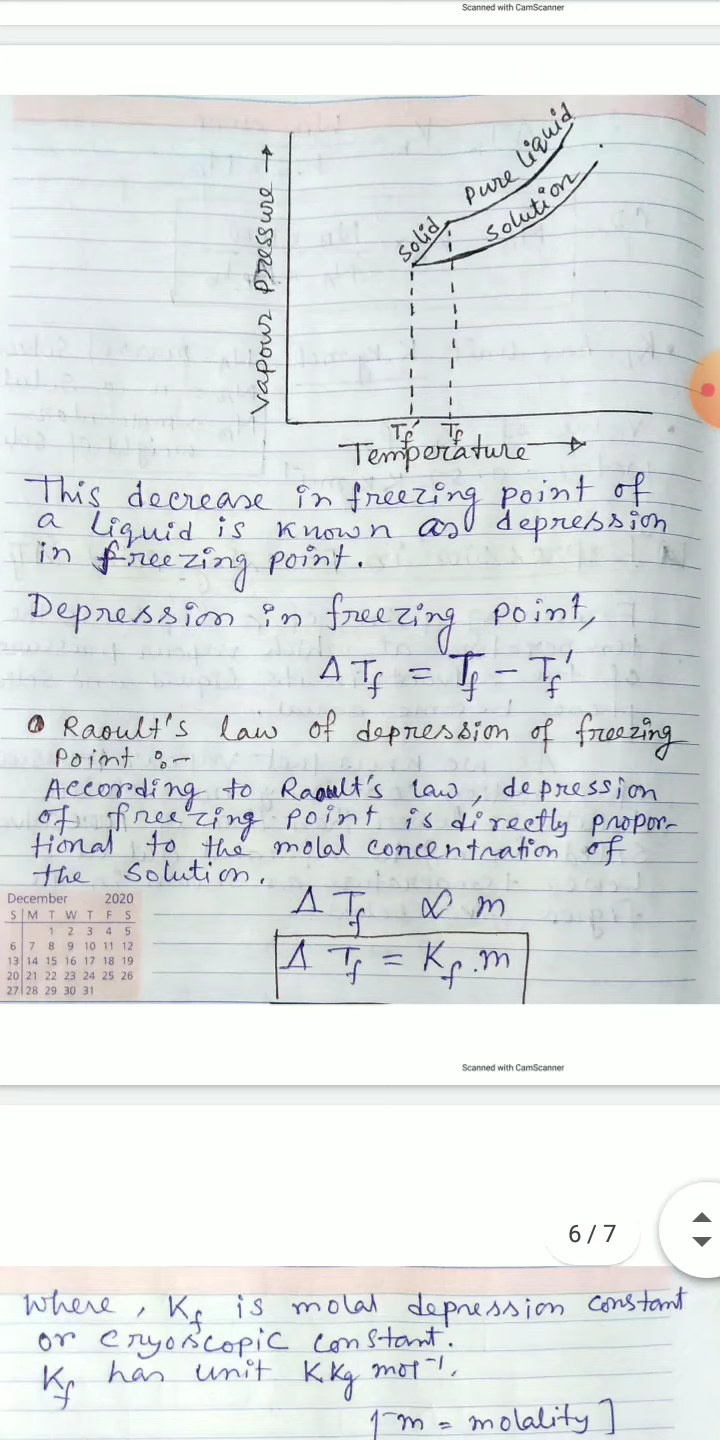 Scanned with CamScanner
Vapour pressure →
Solid
Pure liquid
Solution
Tf' Tf
Temperature →
This decrease in freezing point of
a liquid is known as depression
in freezing point.
Depression in freezing point,
Δ Tf = Tf - Tf'
Raoult's law of depression of freezing
Point :-
According to Raoult's law, depression
of freezing point is directly propor-
tional to the molal concentration of
the solution.
Δ Tf ∝ m
Δ Tf = Kf .m
December 2020
S M T W T F S
1 2 3 4 5
6 7 8 9 10 11 12
13 14 15 16 17 18 19
20 21 22 23 24 25 26
27 28 29 30 31
Scanned with CamScanner
6 / 7
Where, Kf is molal depression constant
or cryoscopic constant.
Kf has unit K Kg mol⁻¹.
[m = molality]